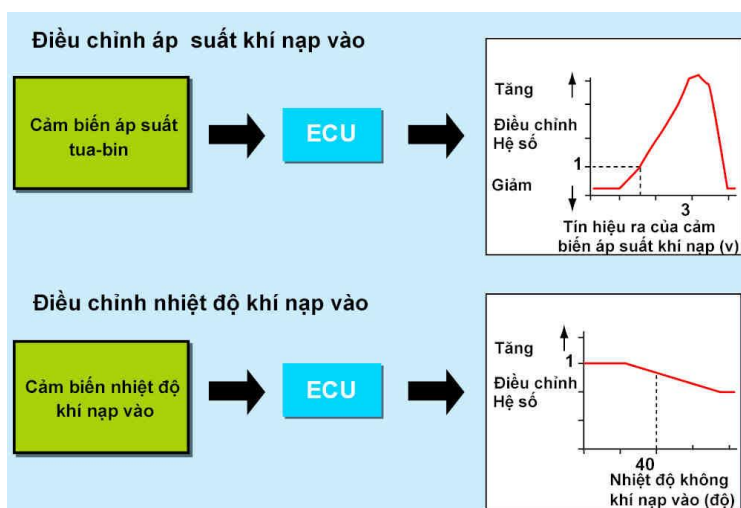 Điều chỉnh áp suất khí nạp vào
Cảm biến áp suất
tua-bin
ECU
Tăng
Điều chỉnh
Hệ số
1
Giảm
3
Tín hiệu ra của cảm
biến áp suất khí nạp (v)
Điều chỉnh nhiệt độ khí nạp vào
Cảm biến nhiệt độ
khí nạp vào
ECU
Tăng
1
Điều chỉnh
Hệ số
40
Nhiệt độ không
khí nạp vào (độ)